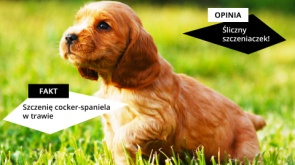 OPINIA
Śliczny
szczeniaczek!
FAKT
Szczenię cocker-spaniela
w trawie